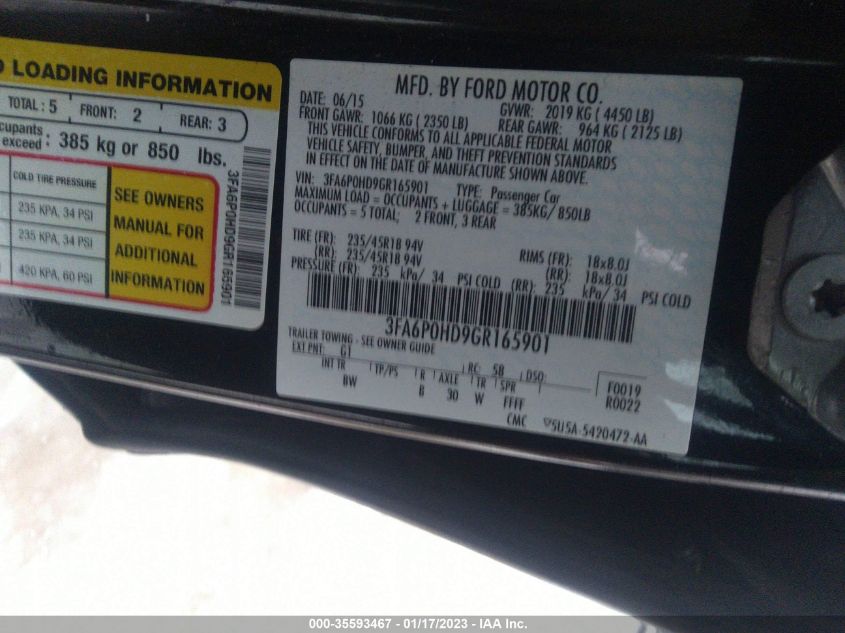 LOADING INFORMATION
TOTAL: 5 FRONT: 2 REAR: 3
cupants
exceed: 385 kg or 850 lbs.
COLD TIRE PRESSURE
235 KPA, 34 PSI
235 KPA, 34 PSI
420 KPA, 60 PSI
SEE OWNERS
MANUAL FOR
ADDITIONAL
INFORMATION
3FA6P0HD9GR165901
MFD. BY FORD MOTOR CO.
DATE: 06/15 GVWR: 2019 KG ( 4450 LB)
FRONT GAWR: 1066 KG ( 2350 LB) REAR GAWR: 964 KG ( 2125 LB)
THIS VEHICLE CONFORMS TO ALL APPLICABLE FEDERAL MOTOR
VEHICLE SAFETY, BUMPER, AND THEFT PREVENTION STANDARDS
IN EFFECT ON THE DATE OF MANUFACTURE SHOWN ABOVE.
VIN: 3FA6P0HD9GR165901 TYPE: Passenger Car
MAXIMUM LOAD = OCCUPANTS + LUGGAGE = 385KG/ 850LB
OCCUPANTS = 5 TOTAL; 2 FRONT, 3 REAR
TIRE (FR): 235/45R18 94V RIMS (FR): 18x8.0J
(RR): 235/45R18 94V (RR): 18x8.0J
PRESSURE (FR): 235 kPa/ 34 PSI COLD (RR): 235 kPa/ 34 PSI COLD
3FA6P0HD9GR165901
TRAILER TOWING - SEE OWNER GUIDE
EXT PNT: G1 RC: 58 DSO:
INT TR TP/PS R AXLE TR SPR
BW B 30 W FFFF
F0019
R0022
CMC 5U5A-5420472-AA
000-35593467 - 01/17/2023 - IAA Inc.